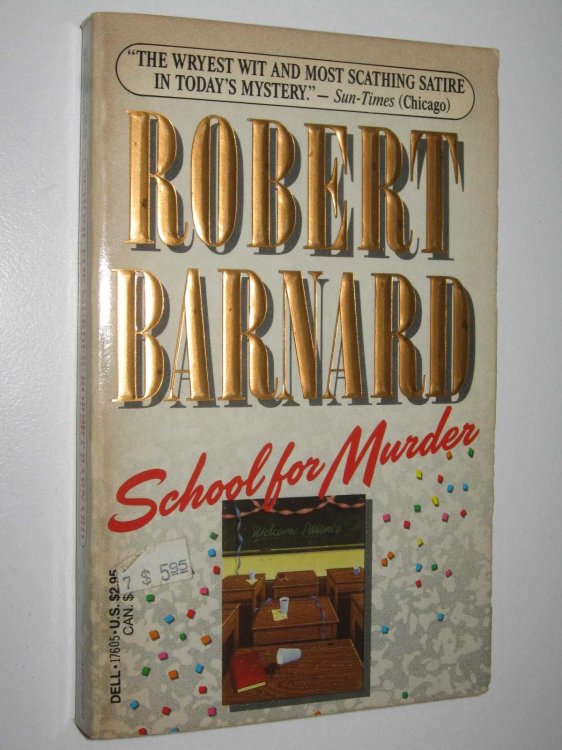 "THE WRYEST WIT AND MOST SCATHING SATIRE
IN TODAY'S MYSTERY." — Sun-Times (Chicago)
ROBERT
BARNARD
School for Murder
Welcome Parents
$ 5.95
DELL • 17605 • U.S. $2.95
CAN. $